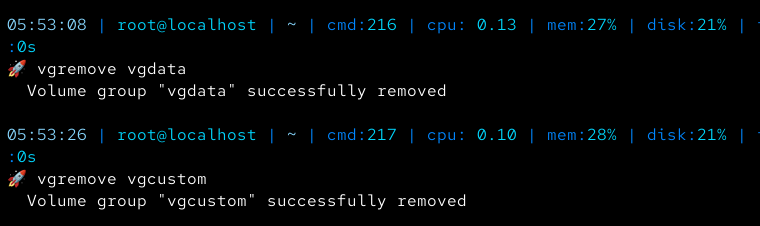 05:53:08 | root@localhost | ~ | cmd:216 | cpu: 0.13 | mem:27% | disk:21% |
:0s
🚀 vgremove vgdata
Volume group "vgdata" successfully removed
05:53:26 | root@localhost | ~ | cmd:217 | cpu: 0.10 | mem:28% | disk:21% |
:0s
🚀 vgremove vgcustom
Volume group "vgcustom" successfully removed